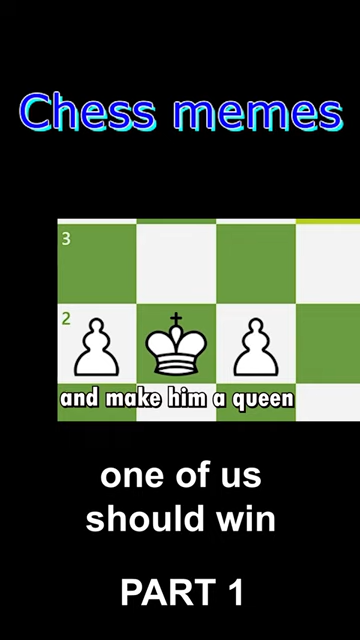 Chess memes
3
2
and make him a queen
one of us
should win
PART 1